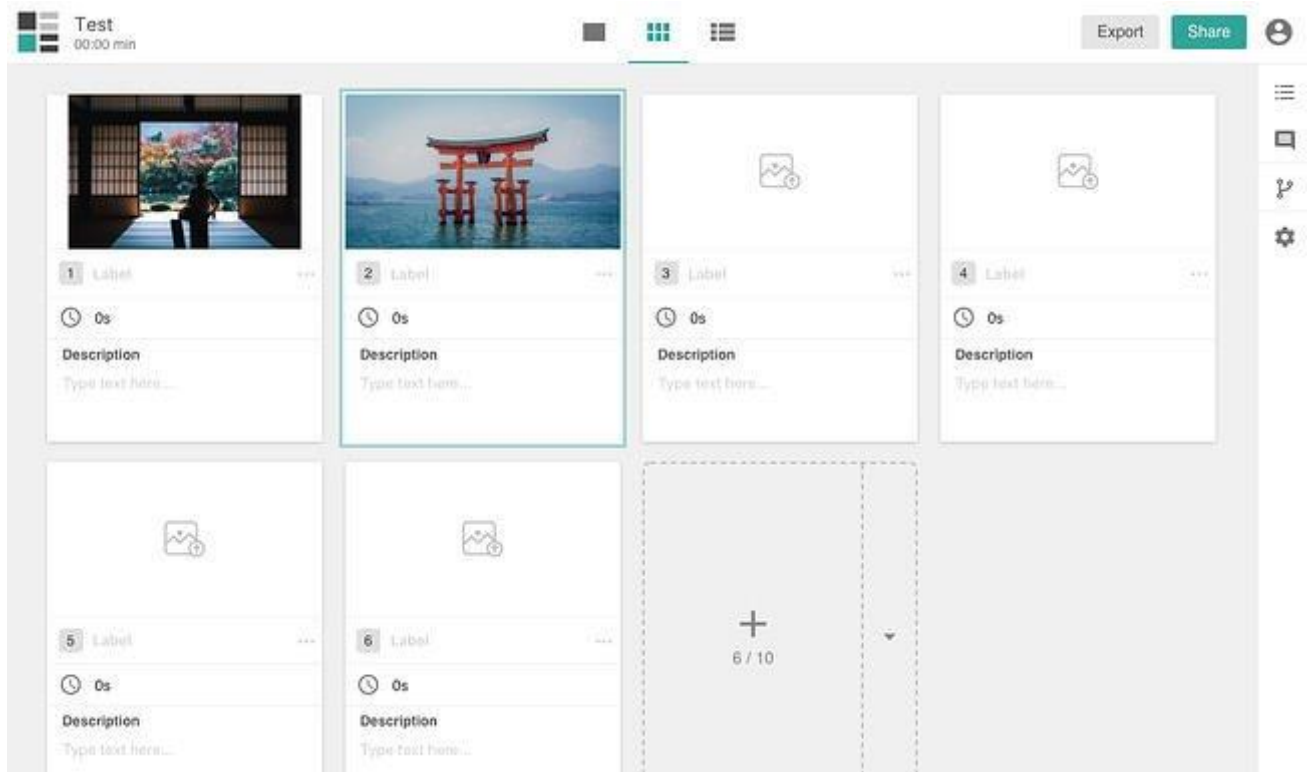 Test
00:00 min
Export
Share
1 Label
2 Label
3 Label
4 Label
0s
0s
0s
0s
Description
Description
Description
Description
Type text here...
Type text here...
Type text here...
Type text here...
5 Label
6 Label
6 / 10
0s
0s
Description
Description
Type text here...
Type text here...